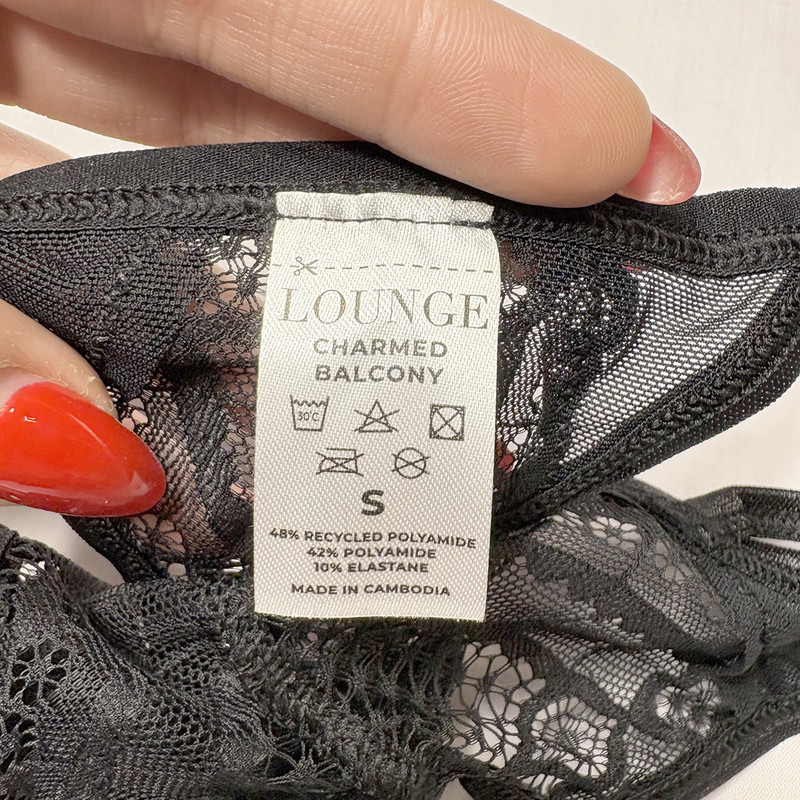 LOUNGE
CHARMED
BALCONY
30°C
S
48% RECYCLED POLYAMIDE
42% POLYAMIDE
10% ELASTANE
MADE IN CAMBODIA